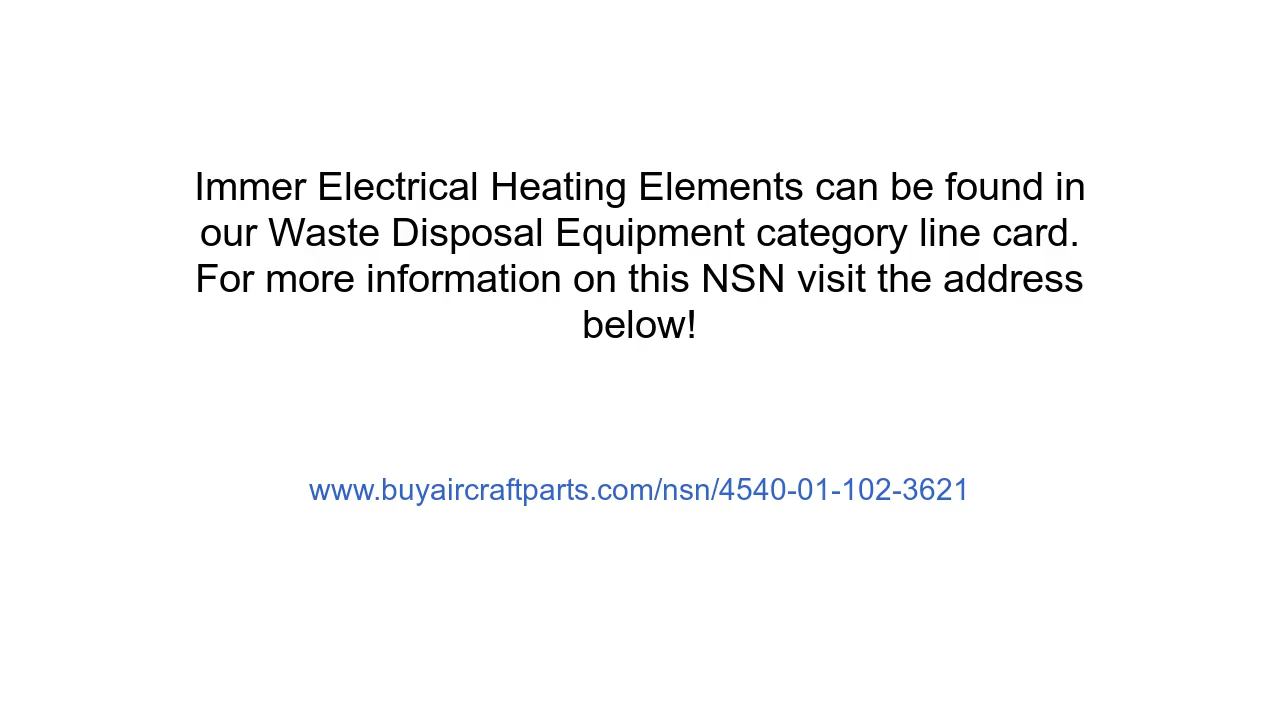 Immer Electrical Heating Elements can be found in
our Waste Disposal Equipment category line card.
For more information on this NSN visit the address
below!
www.buyaircraftparts.com/nsn/4540-01-102-3621